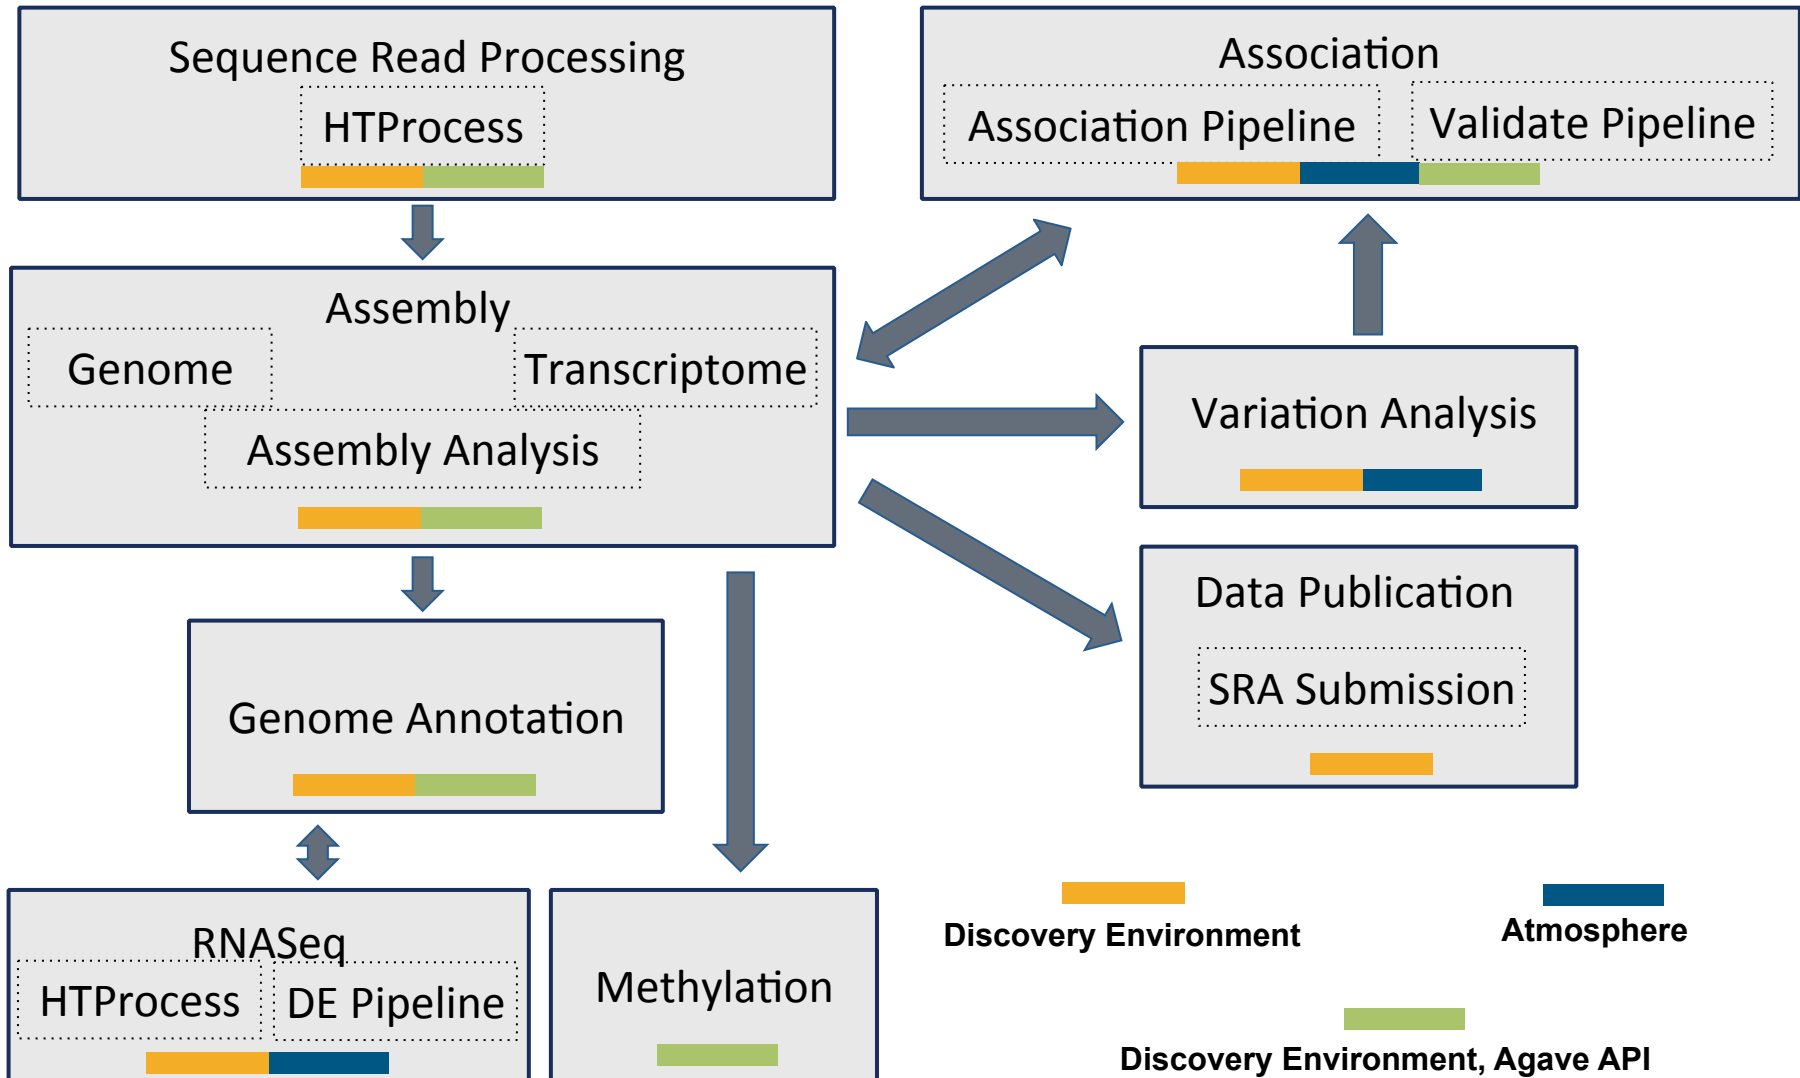 Sequence Read Processing
HTProcess
Association
Association Pipeline
Validate Pipeline
Assembly
Genome
Transcriptome
Assembly Analysis
Variation Analysis
Data Publication
SRA Submission
Genome Annotation
RNASeq
HTProcess
DE Pipeline
Methylation
Discovery Environment
Atmosphere
Discovery Environment, Agave API